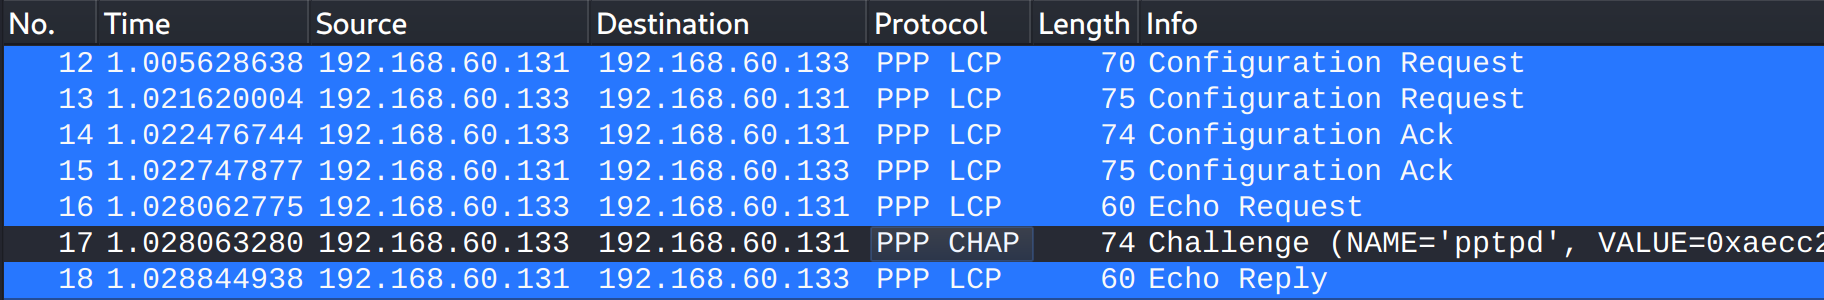 No. Time Source Destination Protocol Length Info
12 1.005628638 192.168.60.131 192.168.60.133 PPP LCP 70 Configuration Request
13 1.021620004 192.168.60.133 192.168.60.131 PPP LCP 75 Configuration Request
14 1.022476744 192.168.60.133 192.168.60.131 PPP LCP 74 Configuration Ack
15 1.022747877 192.168.60.131 192.168.60.133 PPP LCP 75 Configuration Ack
16 1.028062775 192.168.60.133 192.168.60.131 PPP LCP 60 Echo Request
17 1.028063280 192.168.60.133 192.168.60.131 PPP CHAP 74 Challenge (NAME='pptpd', VALUE=0xaecc2
18 1.028844938 192.168.60.131 192.168.60.133 PPP LCP 60 Echo Reply